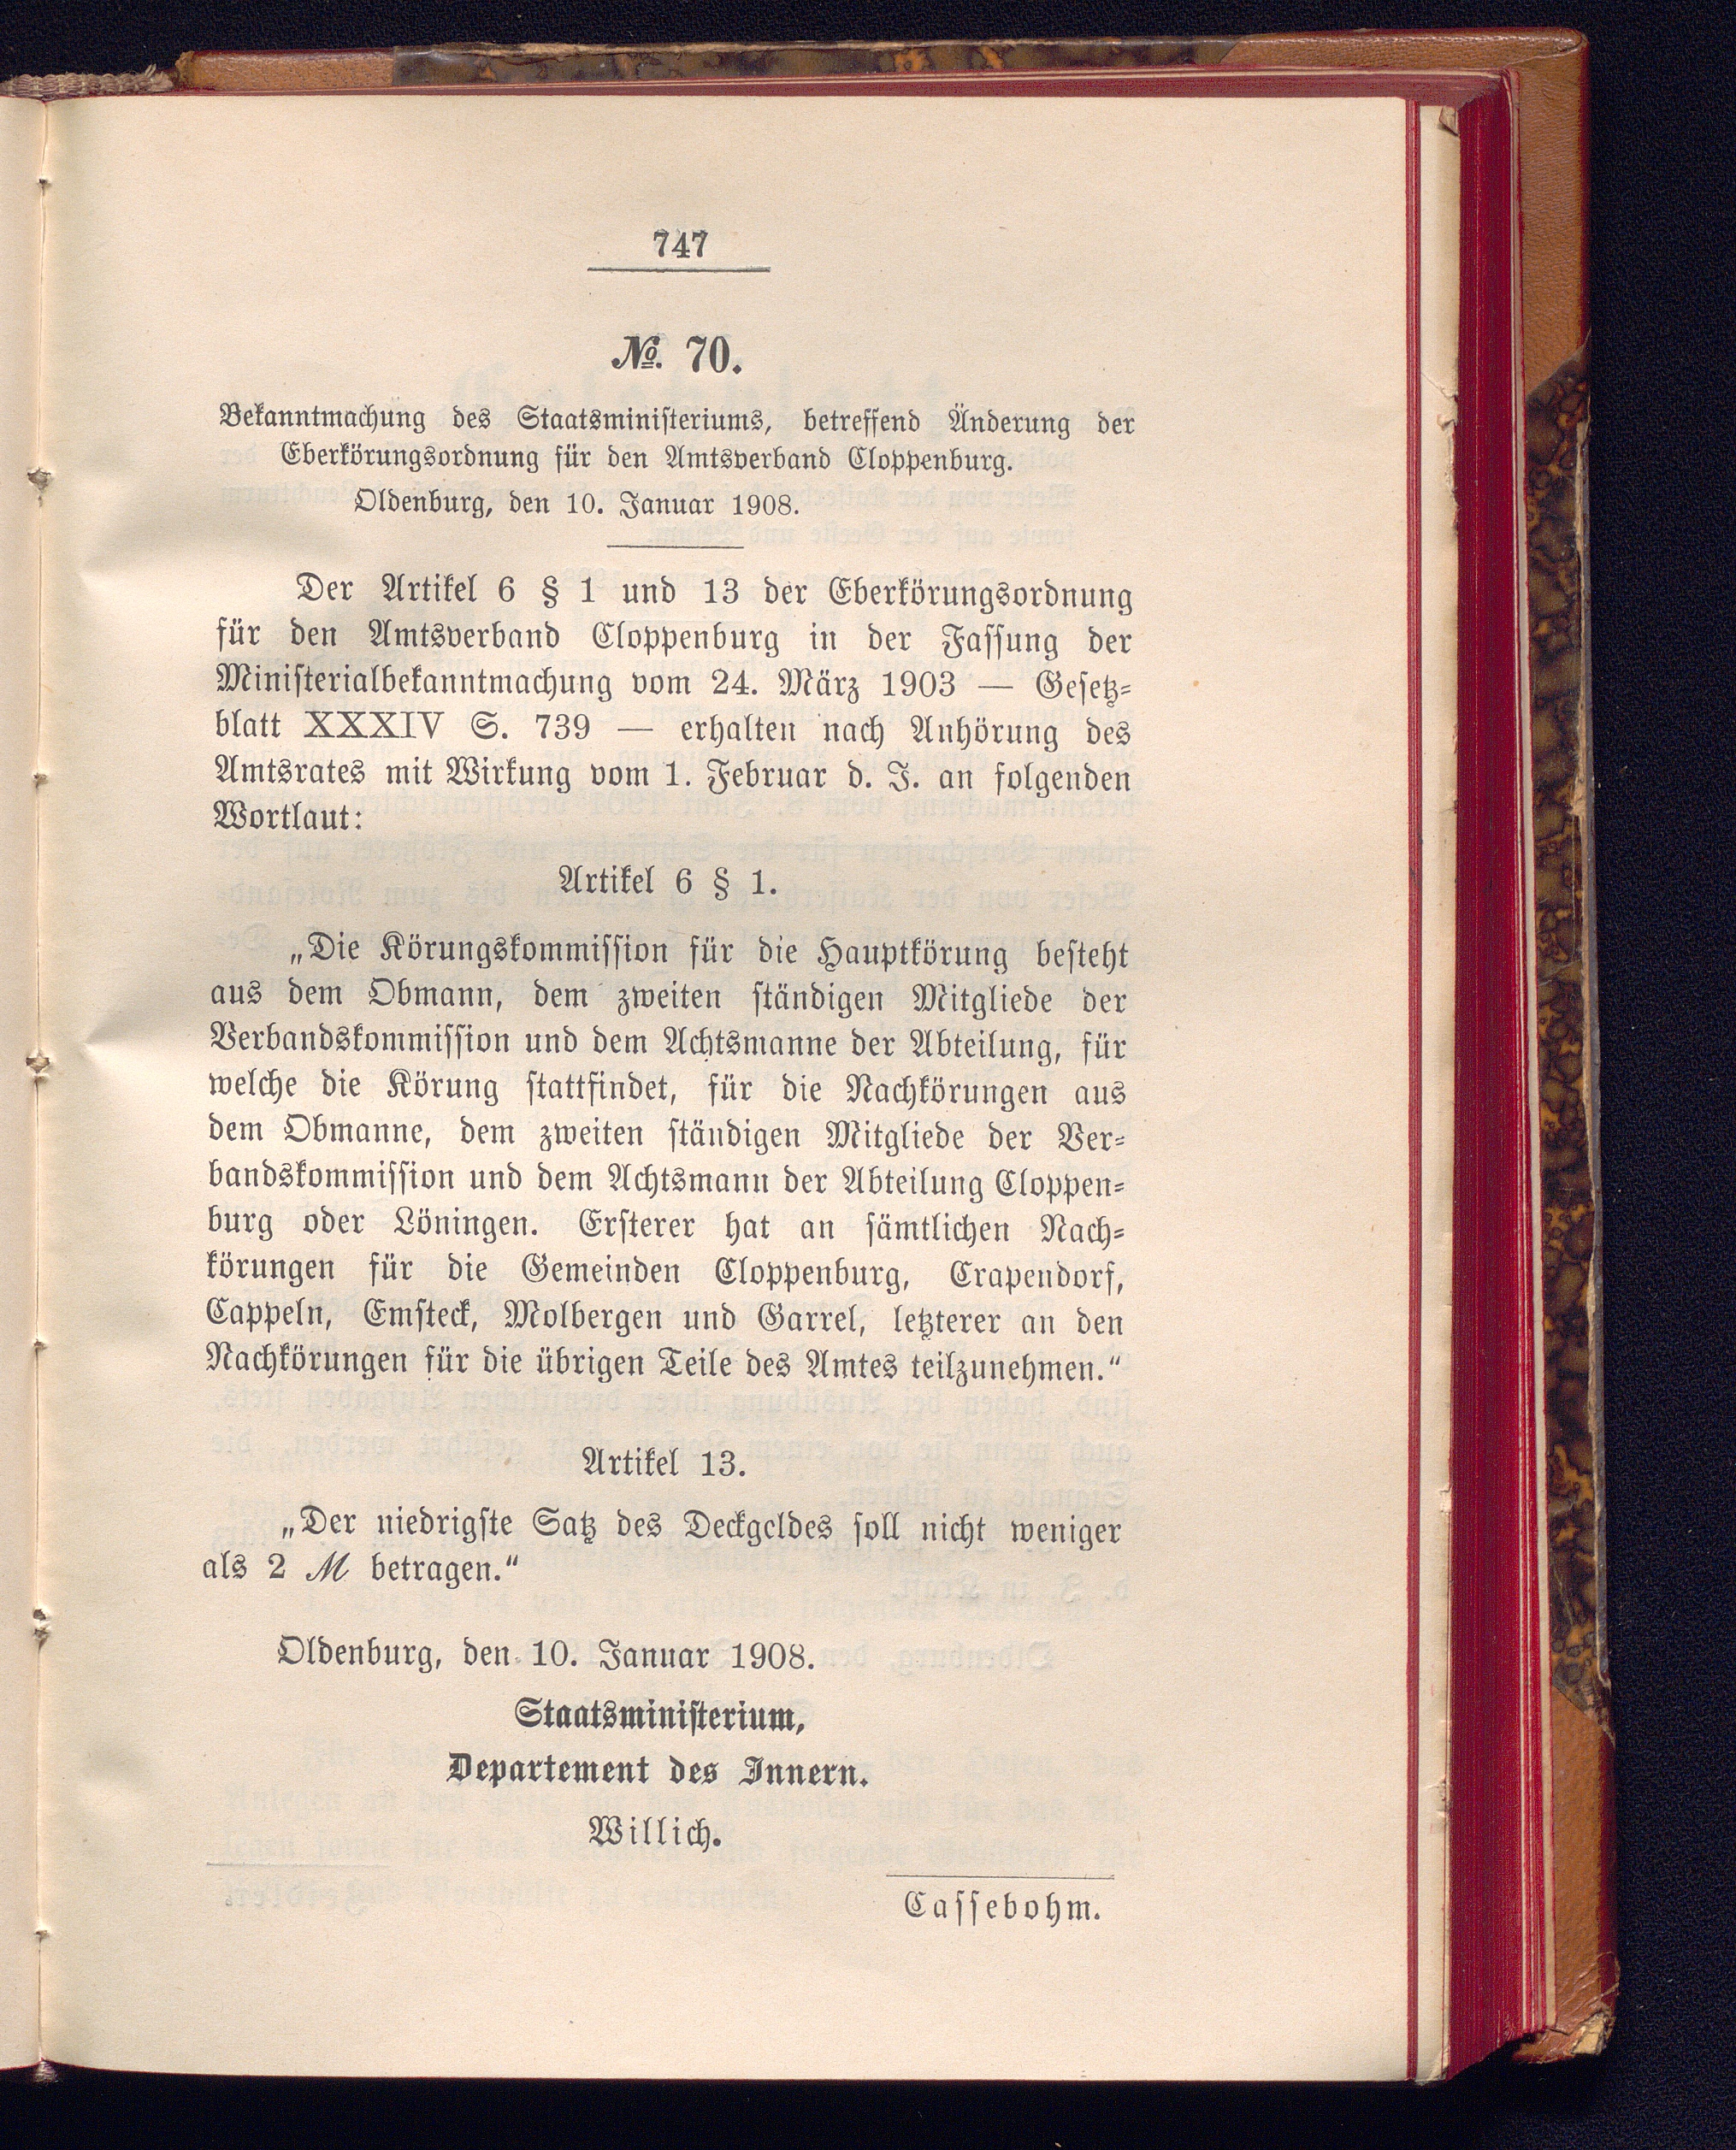 747
№. 70.
Bekanntmachung des Staatsministeriums, betreffend Änderung der
Eberkörungsordnung für den Amtsverband Cloppenburg.
Oldenburg, den 10. Januar 1908.
Der Artikel 6 § 1 und 13 der Eberkörungsordnung
für den Amtsverband Cloppenburg in der Fassung der
Ministerialbekanntmachung vom 24. März 1903 — Gesetz-
blatt XXXIV S. 739 — erhalten nach Anhörung des
Amtsrates mit Wirkung vom 1. Februar d. J. an folgenden
Wortlaut:
Artikel 6 § 1.
„Die Körungskommission für die Hauptkörung besteht
aus dem Obmann, dem zweiten ständigen Mitgliede der
Verbandskommission und dem Achtsmanne der Abteilung, für
welche die Körung stattfindet, für die Nachkörungen aus
dem Obmanne, dem zweiten ständigen Mitgliede der Ver-
bandskommission und dem Achtsmann der Abteilung Cloppen-
burg oder Löningen. Ersterer hat an sämtlichen Nach-
körungen für die Gemeinden Cloppenburg, Crapendorf,
Cappeln, Emsteck, Molbergen und Garrel, letzterer an den
Nachkörungen für die übrigen Teile des Amtes teilzunehmen.“
Artikel 13.
„Der niedrigste Satz des Deckgeldes soll nicht weniger
als 2 M betragen.“
Oldenburg, den 10. Januar 1908.
Staatsministerium,
Departement des Innern.
Willich.
Cassebohm.